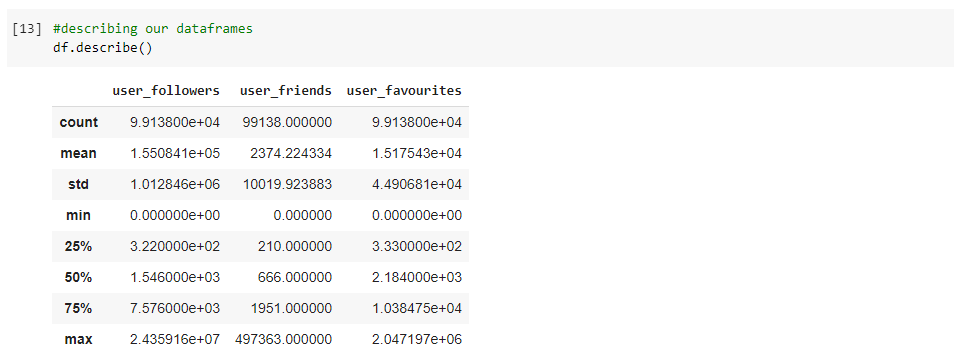 [13] #describing our dataframes
df.describe()
user_followers user_friends user_favourites
count 9.913800e+04 99138.000000 9.913800e+04
mean 1.550841e+05 2374.224334 1.517543e+04
std 1.012846e+06 10019.923883 4.490681e+04
min 0.000000e+00 0.000000 0.000000e+00
25% 3.220000e+02 210.000000 3.330000e+02
50% 1.546000e+03 666.000000 2.184000e+03
75% 7.576000e+03 1951.000000 1.038475e+04
max 2.435916e+07 497363.000000 2.047197e+06